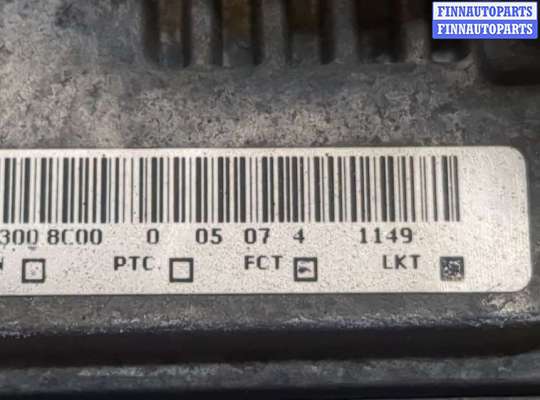 FINNAUTOPARTS
FINNAUTOPARTS
300 8C00 0 05 07 4 1149
N PTC FCT LKT